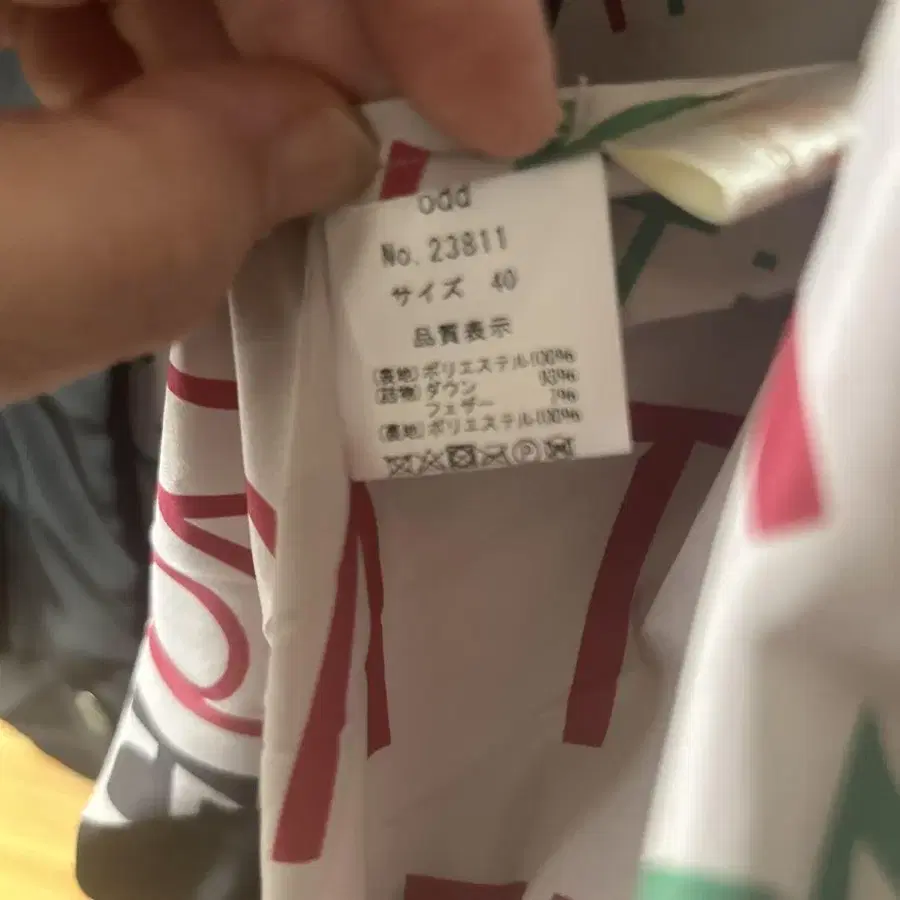 odd
No. 23811
サイズ 40
品質表示
(表地)ポリエステル100%
(詰物)ダウン
フェザー
(裏地)ポリエステル100%